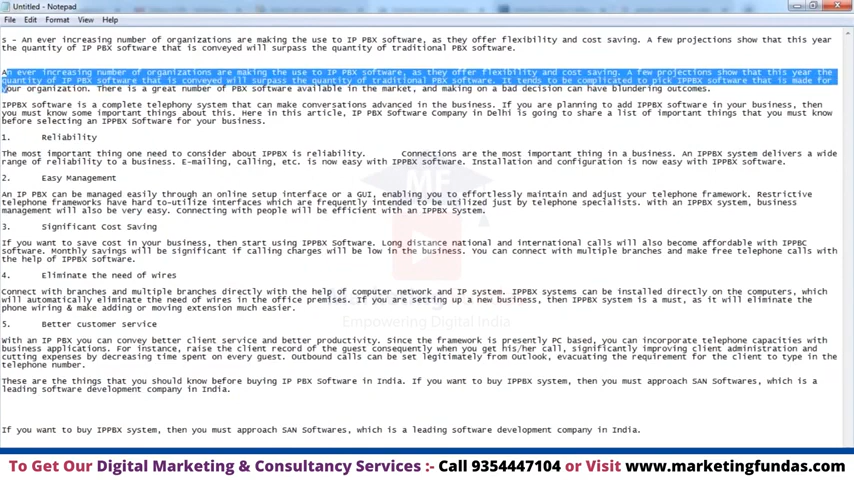 Untitled - Notepad
File Edit Format View Help
s - An ever increasing number of organizations are making the use to IP PBX software, as they offer flexibility and cost saving. A few projections show that this year
the quantity of IP PBX software that is conveyed will surpass the quantity of traditional PBX software.
An ever increasing number of organizations are making the use to IP PBX software, as they offer flexibility and cost saving. A few projections show that this year the
quantity of IP PBX software that is conveyed will surpass the quantity of traditional PBX software. It tends to be complicated to pick IPPBX software that is made for
your organization. There is a great number of PBX software available in the market, and making on a bad decision can have blundering outcomes.
IPPBX software is a complete telephony system that can make conversations advanced in the business. If you are planning to add IPPBX software in your business, then
you must know some important things about this. Here in this article, IP PBX Software Company in Delhi is going to share a list of important things that you must know
before selecting an IPPBX Software for your business.
1. Reliability
The most important thing one need to consider about IPPBX is reliability. Connections are the most important thing in a business. An IPPBX system delivers a wide
range of reliability to a business. E-mailing, calling, etc. is now easy with IPPBX software. Installation and configuration is now easy with IPPBX software.
2. Easy Management
An IP PBX can be managed easily through an online setup interface or a GUI, enabling you to effortlessly maintain and adjust your telephone framework. Restrictive
telephone frameworks have hard to-utilize interfaces which are frequently intended to be utilized just by telephone specialists. With an IPPBX system, business
management will also be very easy. Connecting with people will be efficient with an IPPBX System.
3. Significant Cost Saving
If you want to save cost in your business, then start using IPPBX Software. Long distance national and international calls will also become affordable with IPPBC
software. Monthly savings will be significant if calling charges will be low in the business. You can connect with multiple branches and make free telephone calls with
the help of IPPBX software.
4. Eliminate the need of wires
Connect with branches and multiple branches directly with the help of computer network and IP system. IPPBX systems can be installed directly on the computers, which
will automatically eliminate the need of wires in the office premises. If you are setting up a new business, then IPPBX system is a must, as it will eliminate the
phone wiring & make adding or moving extension much easier.
5. Better customer service
With an IP PBX you can convey better client service and better productivity. Since the framework is presently PC based, you can incorporate telephone capacities with
business applications. For instance, raise the client record of the guest consequently when you get his/her call, significantly improving client administration and
cutting expenses by decreasing time spent on every guest. Outbound calls can be set legitimately from Outlook, evacuating the requirement for the client to type in the
telephone number.
These are the things that you should know before buying IP PBX Software in India. If you want to buy IPPBX system, then you must approach SAN Softwares, which is a
leading software development company in India.
If you want to buy IPPBX system, then you must approach SAN Softwares, which is a leading software development company in India.
MF
Empowering Digital India
To Get Our Digital Marketing & Consultancy Services :- Call 9354447104 or Visit www.marketingfundas.com